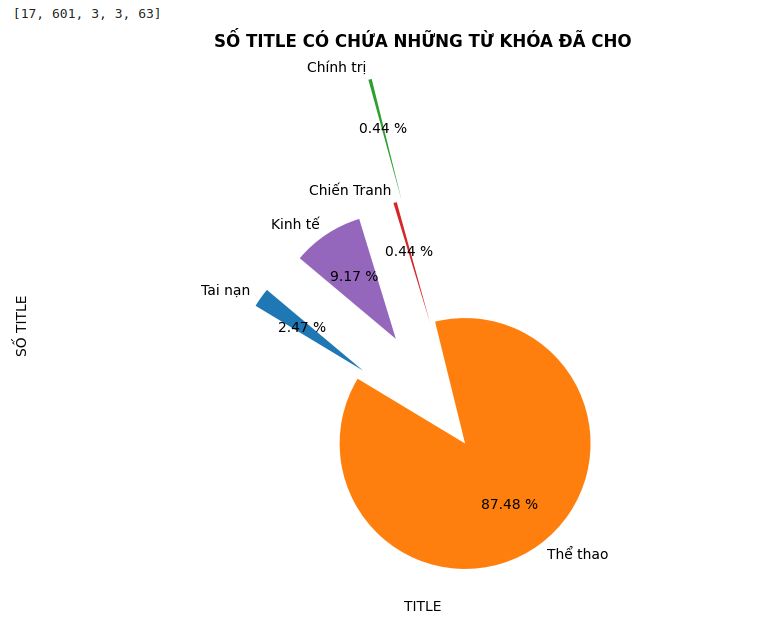 [17, 601, 3, 3, 63]
SỐ TITLE CÓ CHỨA NHỮNG TỪ KHÓA ĐÃ CHO
Chính trị
0.44 %
Chiến Tranh
Kinh tế
0.44 %
9.17 %
Tai nạn
2.47 %
SỐ TITLE
87.48 %
Thể thao
TITLE